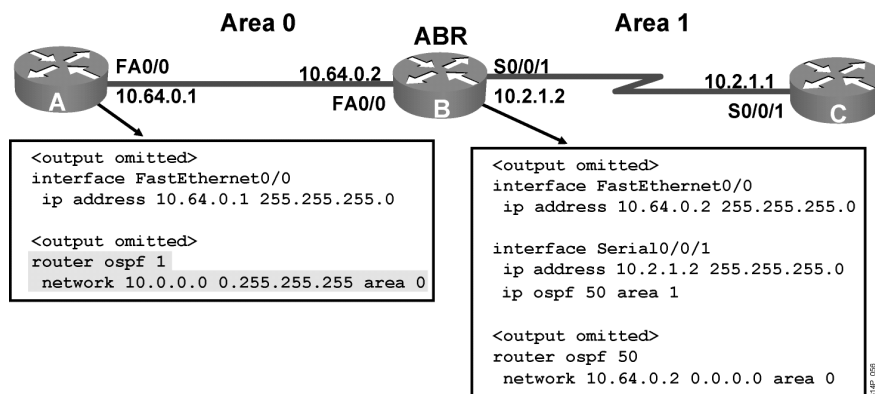 Area 0
Area 1
ABR
FA0/0
10.64.0.1
10.64.0.2
FA0/0
S0/0/1
10.2.1.2
10.2.1.1
S0/0/1
A
B
C
<output omitted>
interface FastEthernet0/0
ip address 10.64.0.1 255.255.255.0
<output omitted>
router ospf 1
network 10.0.0.0 0.255.255.255 area 0
<output omitted>
interface FastEthernet0/0
ip address 10.64.0.2 255.255.255.0
interface Serial0/0/1
ip address 10.2.1.2 255.255.255.0
ip ospf 50 area 1
<output omitted>
router ospf 50
network 10.64.0.2 0.0.0.0 area 0